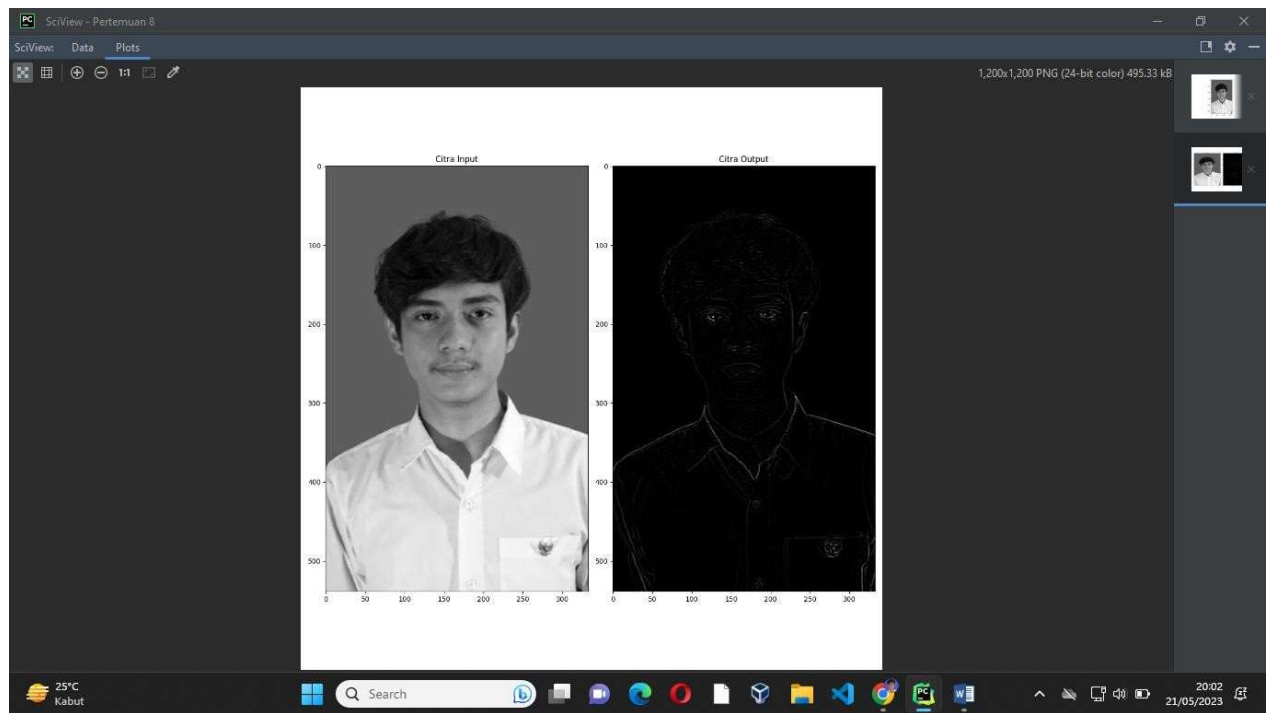 PC SciView - Pertemuan 8
SciView: Data Plots
1:1
1,200x1,200 PNG (24-bit color) 495.33 kB
Citra Input
Citra Output
0
100
200
300
400
500
0 50 100 150 200 250 300
0
100
200
300
400
500
0 50 100 150 200 250 300
25°C
Kabut
Search
PC
20:02
21/05/2023